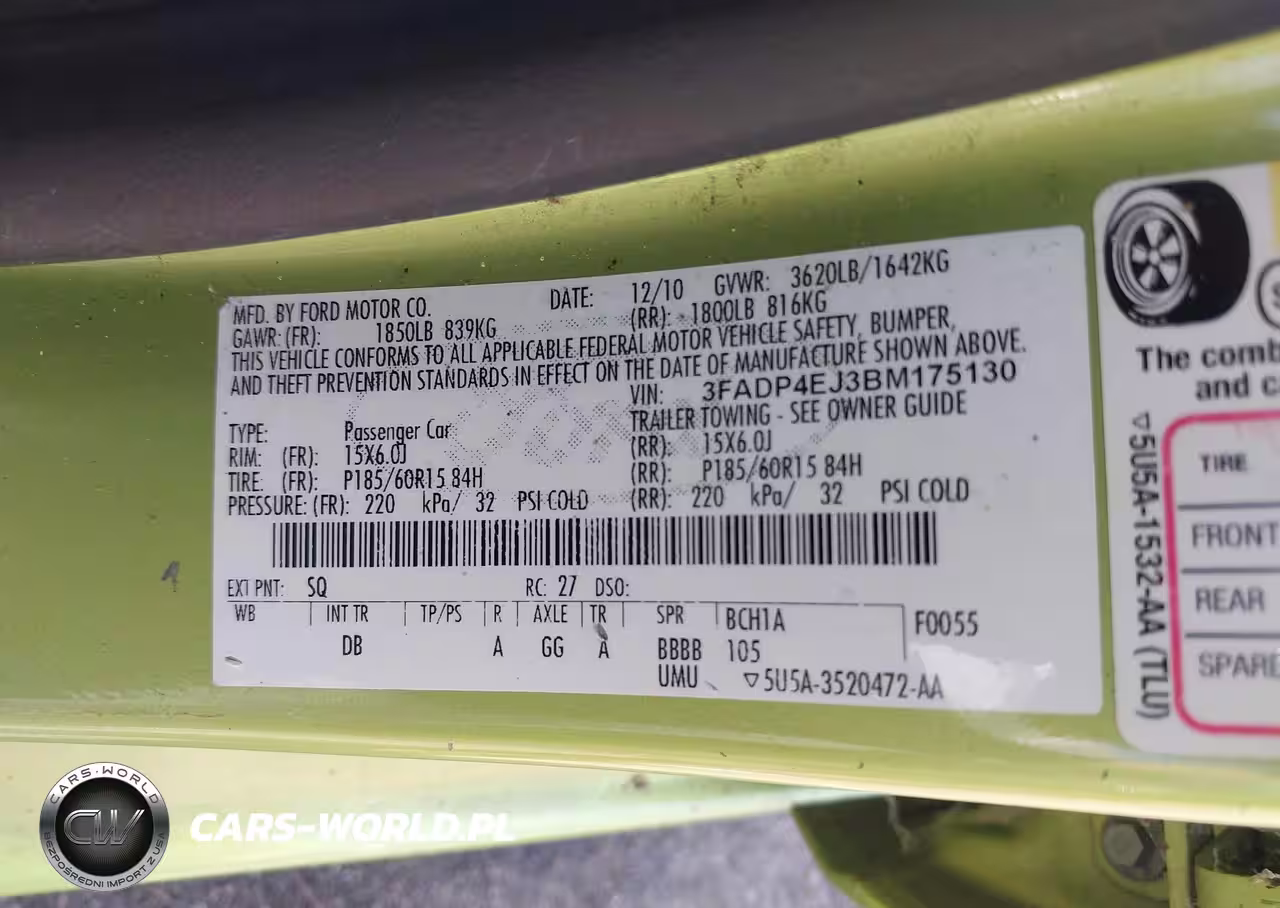 MFD. BY FORD MOTOR CO. DATE: 12/10 GVWR: 3620LB/1642KG
GAWR: (FR): 1850LB 839KG (RR): 1800LB 816KG
THIS VEHICLE CONFORMS TO ALL APPLICABLE FEDERAL MOTOR VEHICLE SAFETY, BUMPER,
AND THEFT PREVENTION STANDARDS IN EFFECT ON THE DATE OF MANUFACTURE SHOWN ABOVE.
VIN: 3FADP4EJ3BM175130
TYPE: Passenger Car TRAILER TOWING - SEE OWNER GUIDE
RIM: (FR): 15X6.0J (RR): 15X6.0J
TIRE: (FR): P185/60R15 84H (RR): P185/60R15 84H
PRESSURE: (FR): 220 kPa/ 32 PSI COLD (RR): 220 kPa/ 32 PSI COLD
EXT PNT: SQ RC: 27 DSO:
WB INT TR TP/PS R AXLE TR SPR BCH1A F0055
DB A GG A BBBB 105
UMU ▽5U5A-3520472-AA
The comb
and c
▽5U5A-1532-AA (TLU)
TIRE
FRONT
REAR
SPARE
CARS-WORLD
CW
BEZPOŚREDNI IMPORT Z USA
CARS-WORLD.PL